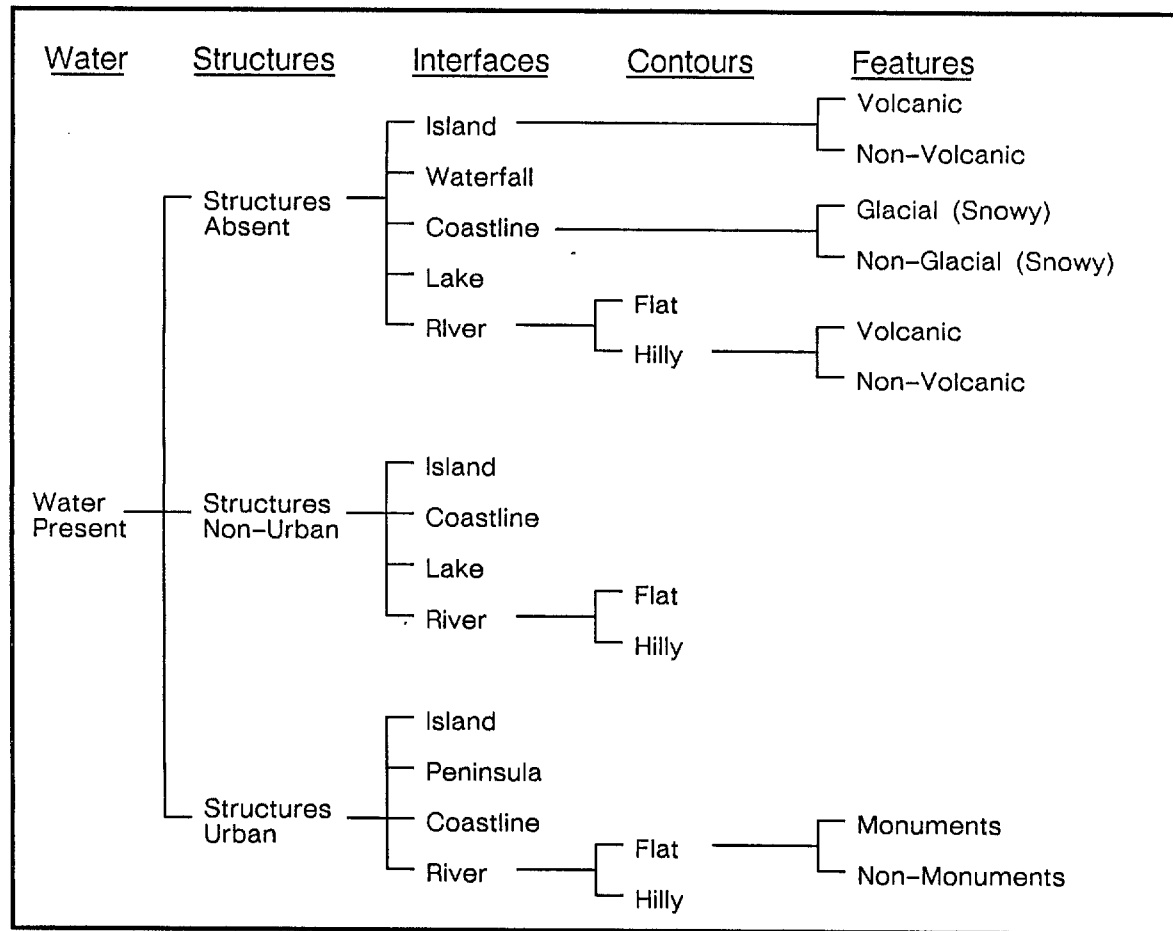 Water Structures Interfaces Contours Features
Volcanic
Island
Non-Volcanic
Waterfall
Structures
Absent
Glacial (Snowy)
Coastline
Non-Glacial (Snowy)
Lake
Flat
River
Volcanic
Hilly
Non-Volcanic
Island
Water
Present
Structures
Non-Urban
Coastline
Lake
Flat
River
Hilly
Island
Peninsula
Structures
Urban
Coastline
Monuments
Flat
River
Non-Monuments
Hilly